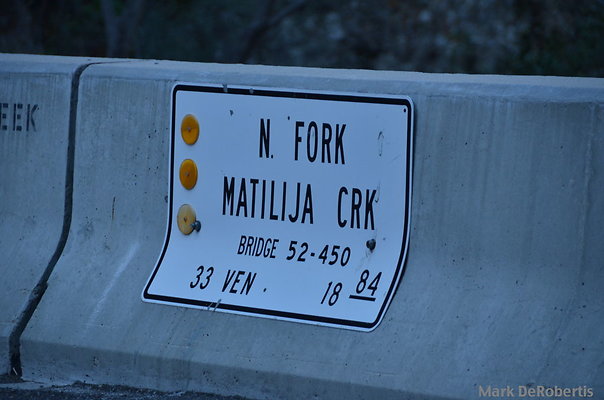 EEK
N. FORK
MATILIJA CRK
BRIDGE 52-450
33 VEN . 18 84
Mark DeRobertis